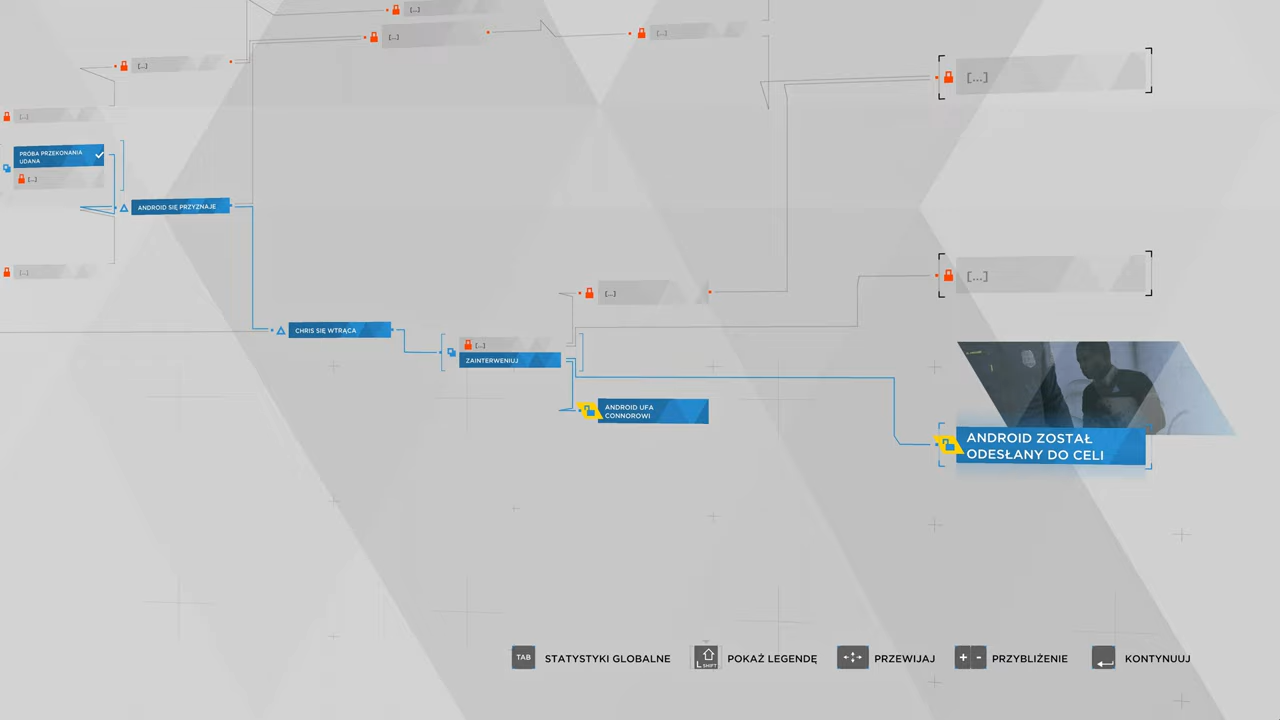 [...]
[...]
[...]
[...]
[...]
[...]
PRÓBA PRZEKONANIA
UDANA
[...]
ANDROID SIĘ PRZYZNAJE
[...]
[...]
[...]
CHRIS SIĘ WTRĄCA
[...]
ZAINTERWENIUJ
ANDROID UFA
CONNOROWI
ANDROID ZOSTAŁ
ODESŁANY DO CELI
TAB STATYSTYKI GLOBALNE
L SHIFT POKAŻ LEGENDĘ
PRZEWIJAJ
+ - PRZYBLIŻENIE
KONTYNUUJ